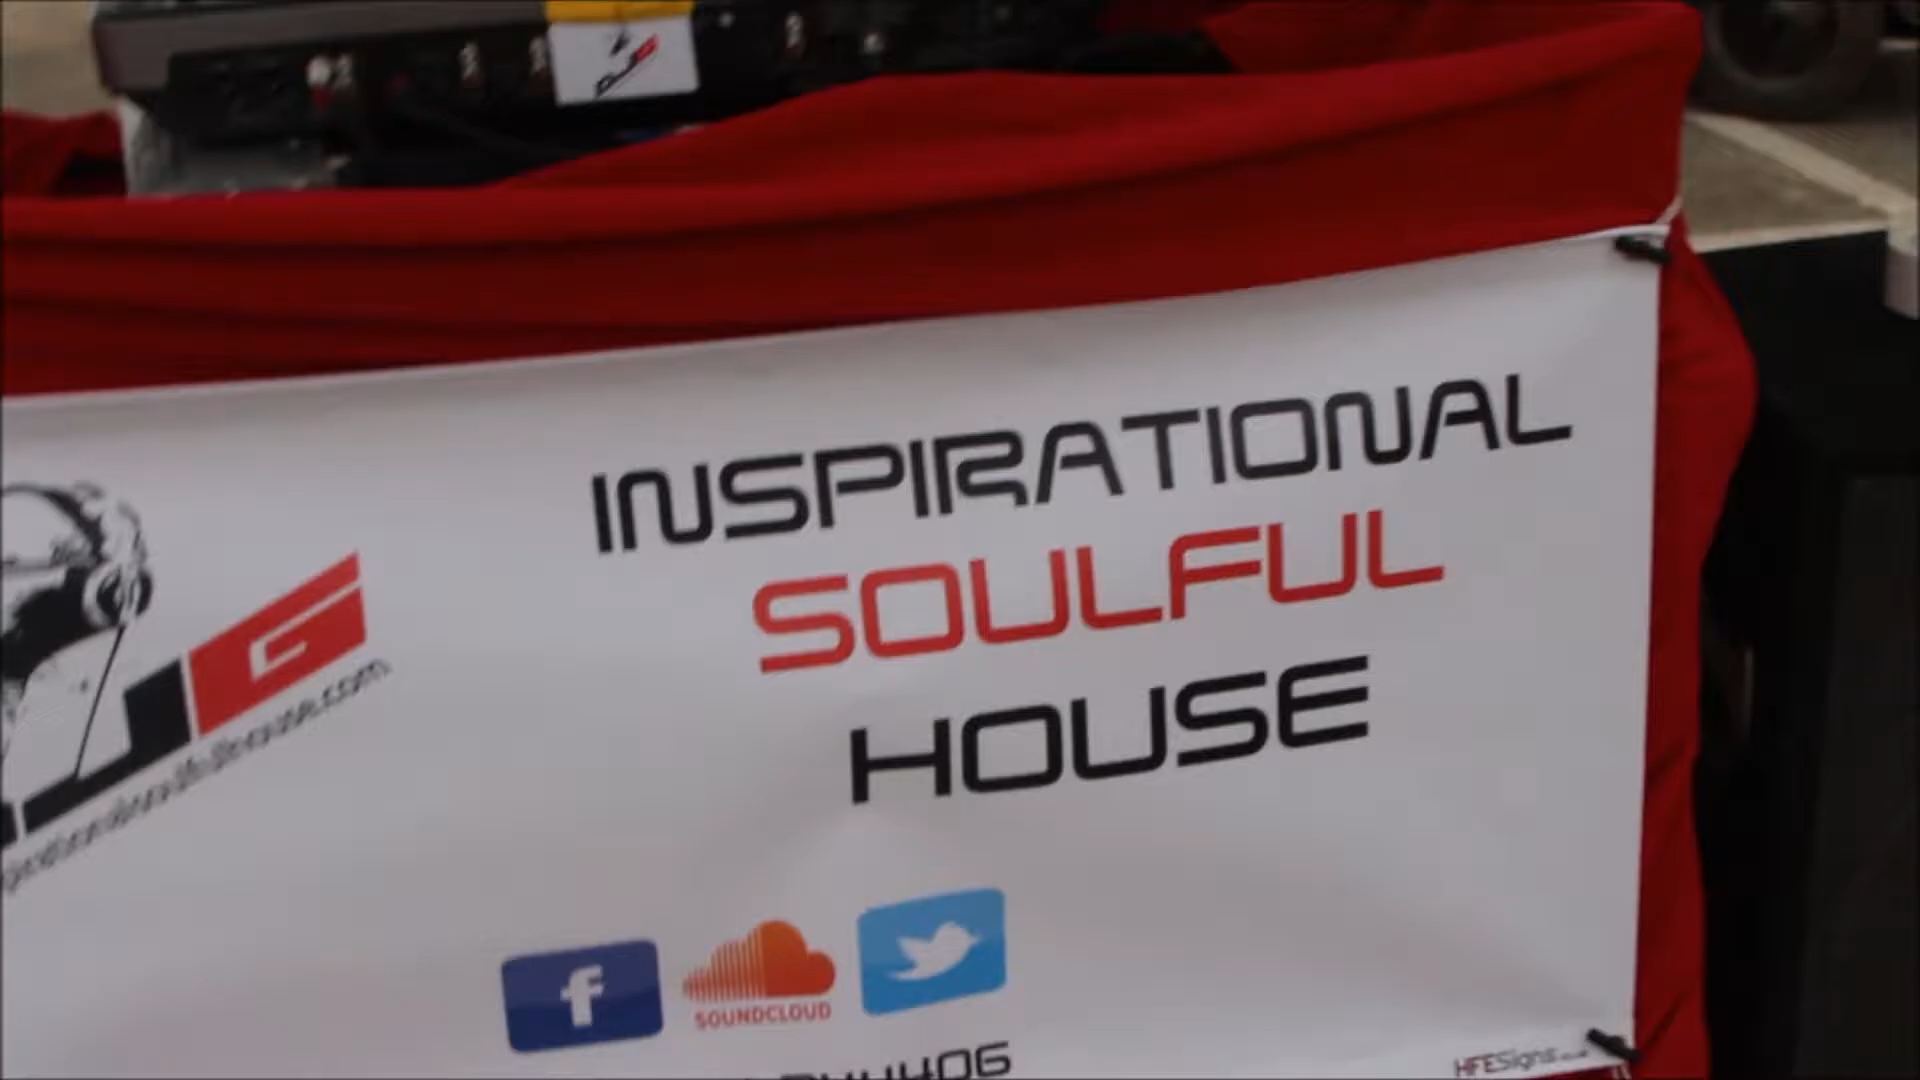 INSPIRATIONAL
SOULFUL
HOUSE
G
f
SOUNDCLOUD
HFESigns